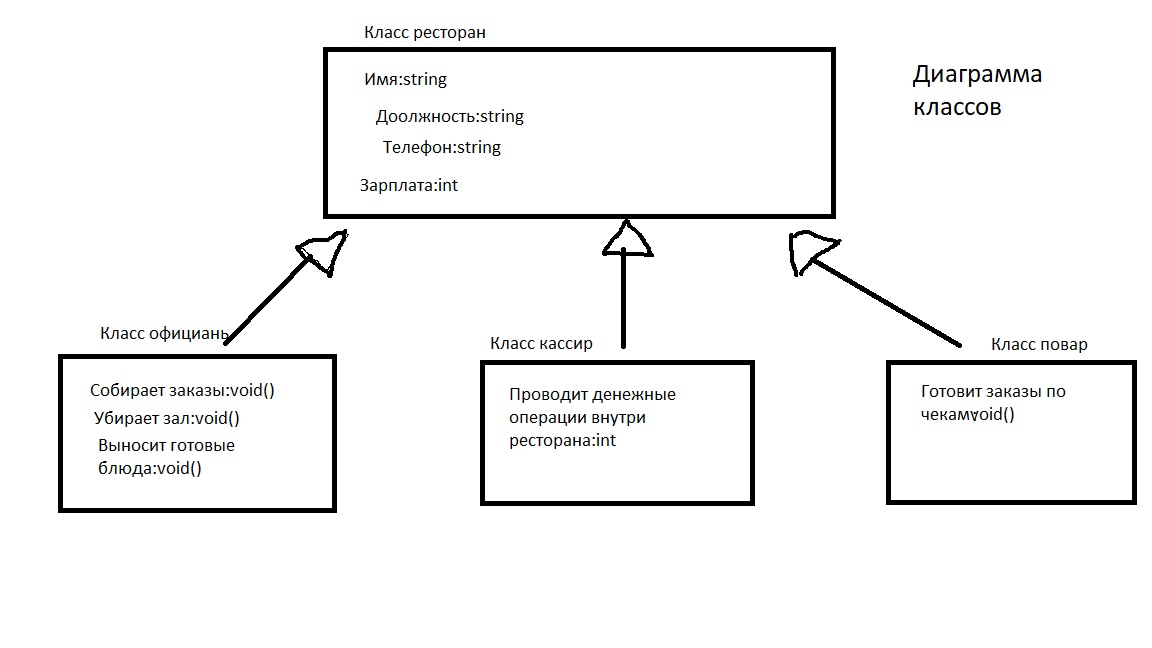 Класс ресторан
Диаграмма
классов
Имя:string
Доолжность:string
Телефон:string
Зарплата:int
Класс официань
Собирает заказы:void()
Убирает зал:void()
Выносит готовые
блюда:void()
Класс кассир
Проводит денежные
операции внутри
ресторана:int
Класс повар
Готовит заказы по
чекамvoid()